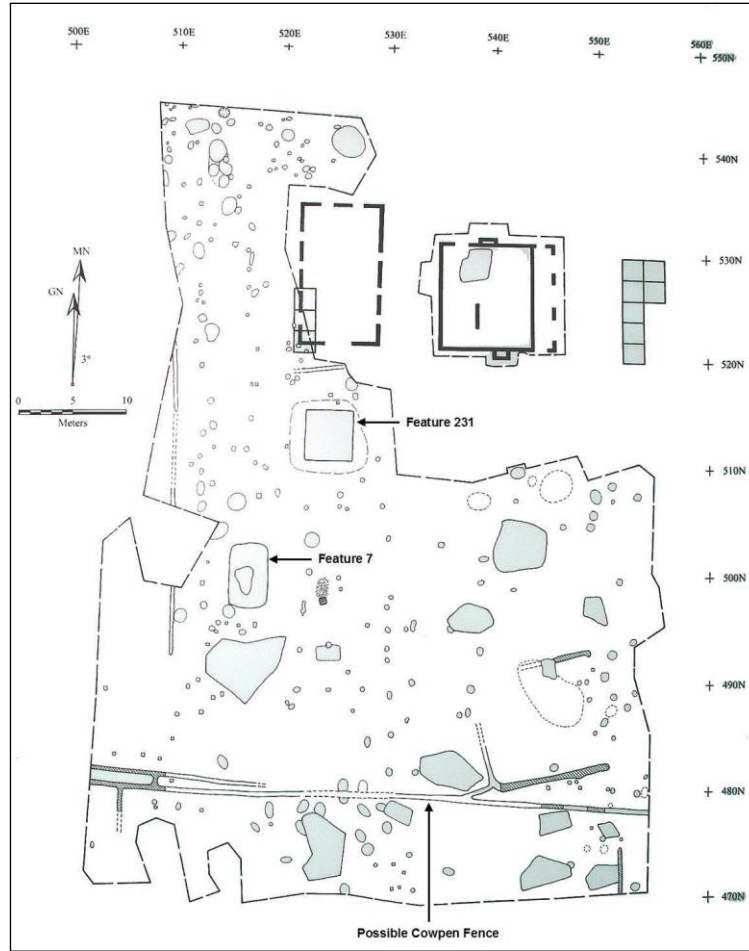 500E 510E 520E 530E 540E 550E 560E
550N
540N
530N
520N
510N
500N
490N
480N
470N
MN
GN
3°
0 5 10
Meters
Feature 231
Feature 7
Possible Cowpen Fence